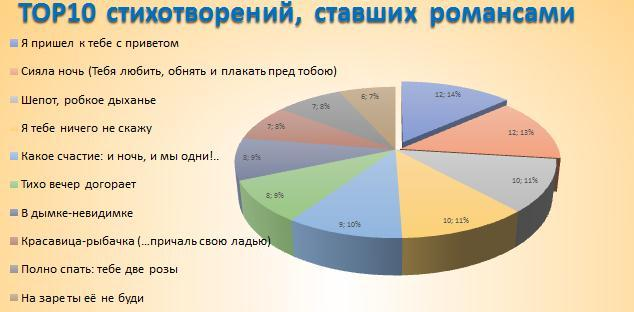 TOP10 стихотворений, ставших романсами
Я пришел к тебе с приветом
Сияла ночь (Тебя любить, обнять и плакать пред тобою)
Шепот, робкое дыханье
Я тебе ничего не скажу
Какое счастье: и ночь, и мы одни!..
Тихо вечер догорает
В дымке-невидимке
Красавица-рыбачка (...причаль свою ладью)
Полно спать: тебе две розы
На заре ты её не буди
12; 14%
12; 13%
10; 11%
10; 11%
9; 10%
8; 9%
8; 9%
7; 8%
7; 8%
6; 7%